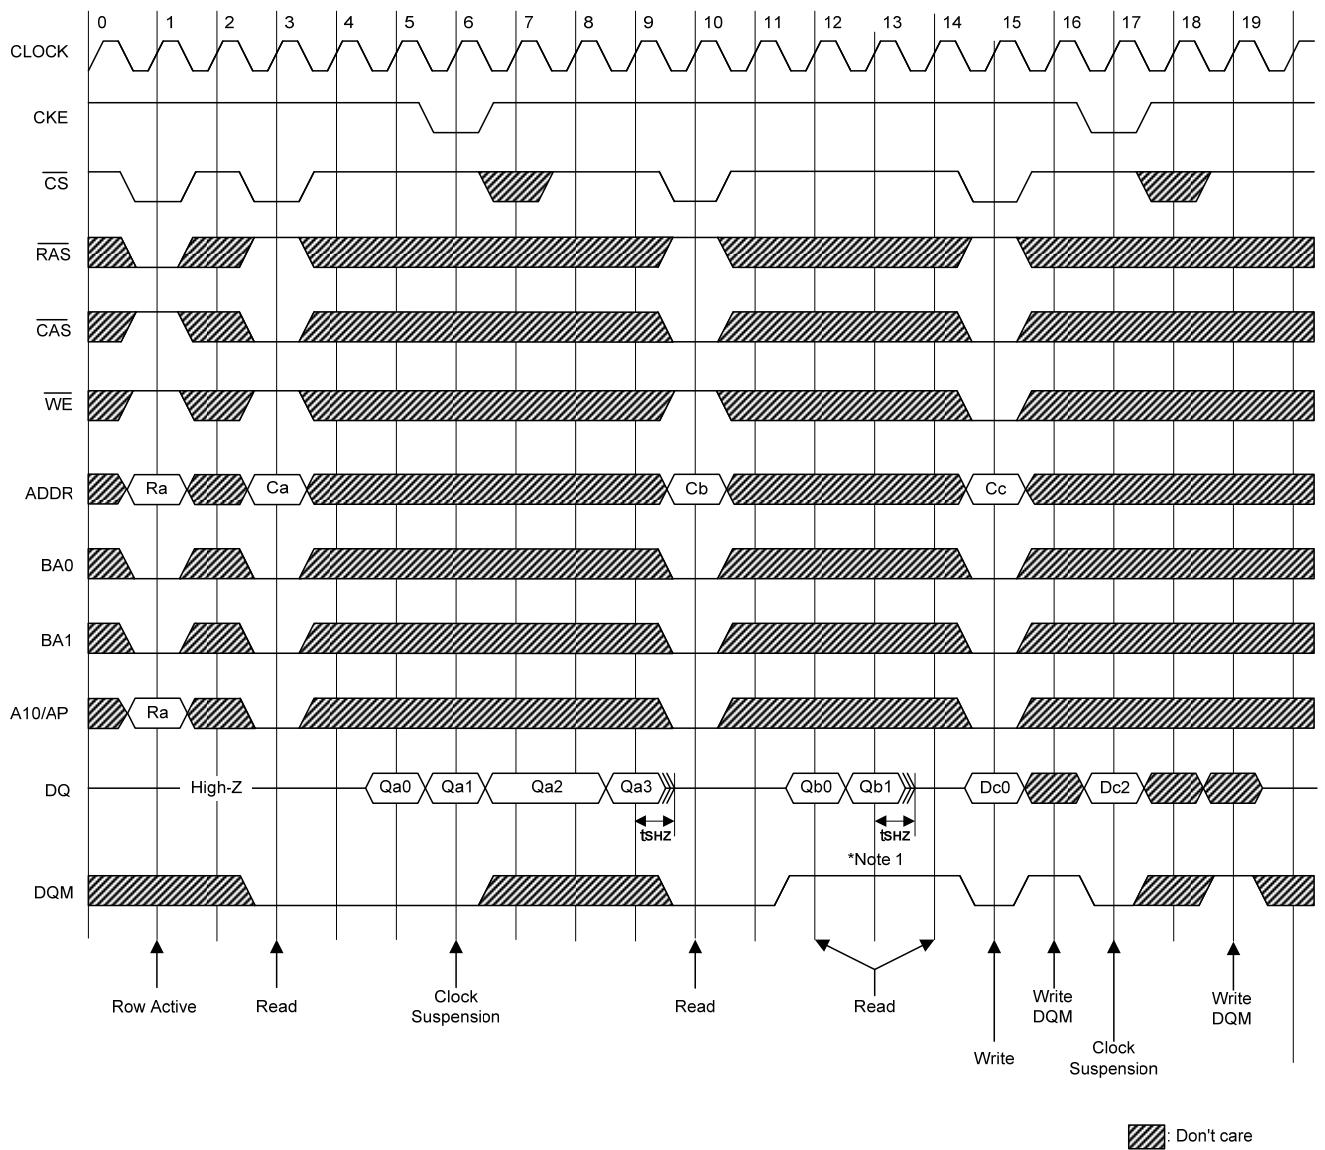 0 1 2 3 4 5 6 7 8 9 10 11 12 13 14 15 16 17 18 19
CLOCK
CKE
CS
RAS
CAS
WE
ADDR Ra Ca Cb Cc
BA0
BA1
A10/AP Ra
DQ High-Z Qa0 Qa1 Qa2 Qa3 Qb0 Qb1 Dc0 Dc2
tSHZ tSHZ
*Note 1
DQM
Row Active Read Clock Suspension Read Read Write DQM Write DQM
Write Clock Suspension
: Don't care